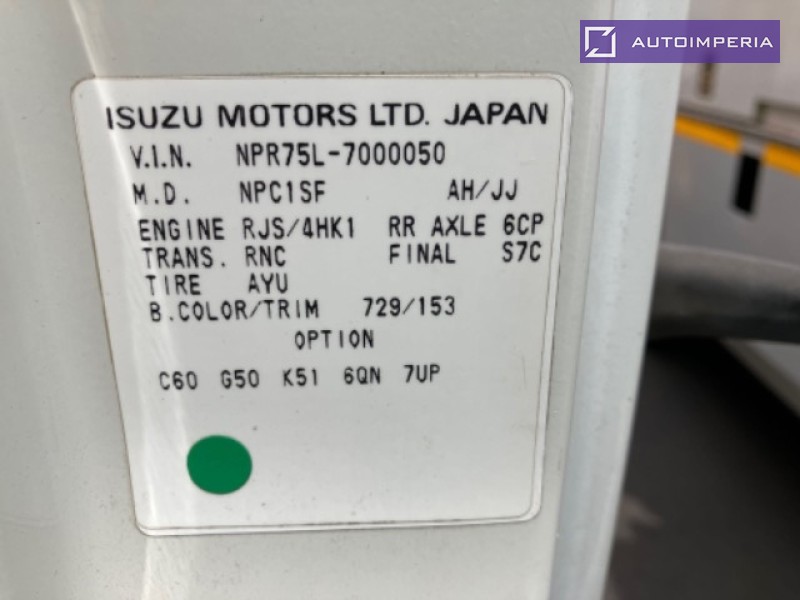 AUTOIMPERIA
ISUZU MOTORS LTD. JAPAN
V.I.N. NPR75L-7000050
M.D. NPC1SF AH/JJ
ENGINE RJS/4HK1 RR AXLE 6CP
TRANS. RNC FINAL S7C
TIRE AYU
B.COLOR/TRIM 729/153
OPTION
C60 G50 K51 6QN 7UP